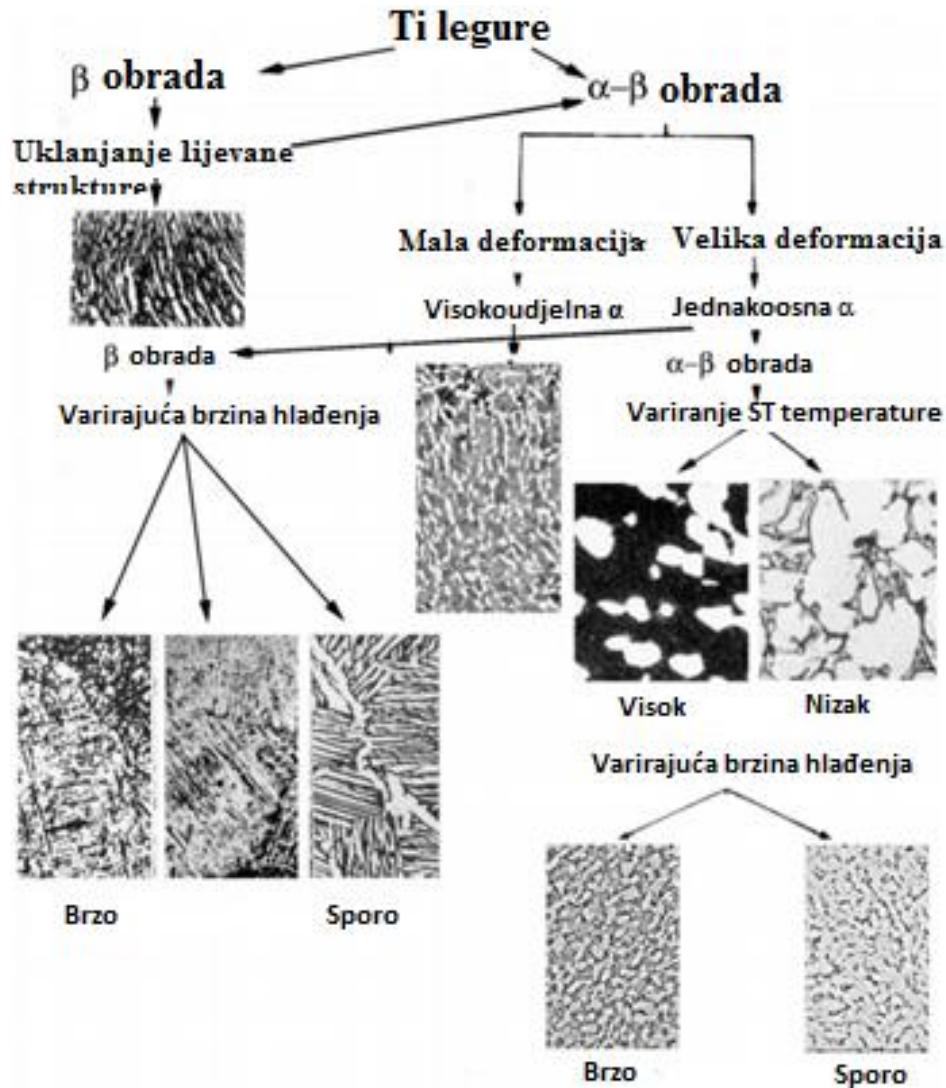 Ti legure
β obrada
α–β obrada
Uklanjanje lijevane
strukture
Mala deformacija
Velika deformacija
Visokoudjelna α
Jednakoosna α
β obrada
α–β obrada
Varirajuća brzina hlađenja
Variranje ST temperature
Visok
Nizak
Varirajuća brzina hlađenja
Brzo
Sporo
Brzo
Sporo